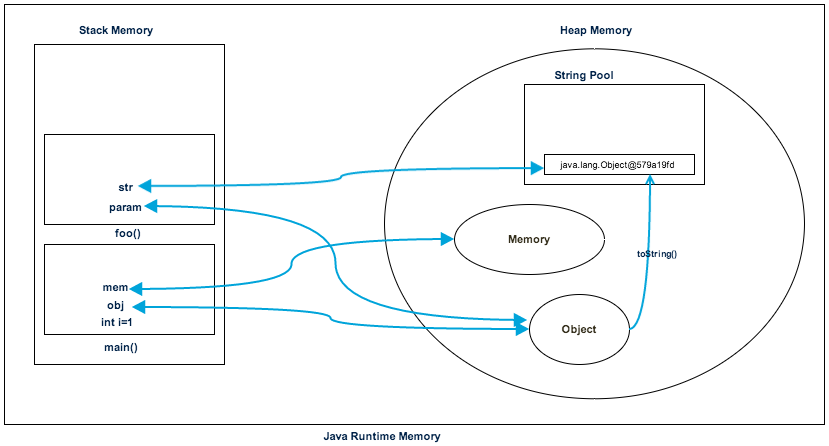 Stack Memory
Heap Memory
String Pool
java.lang.Object@579a19fd
str
param
foo()
Memory
toString()
mem
obj
int i=1
Object
main()
Java Runtime Memory